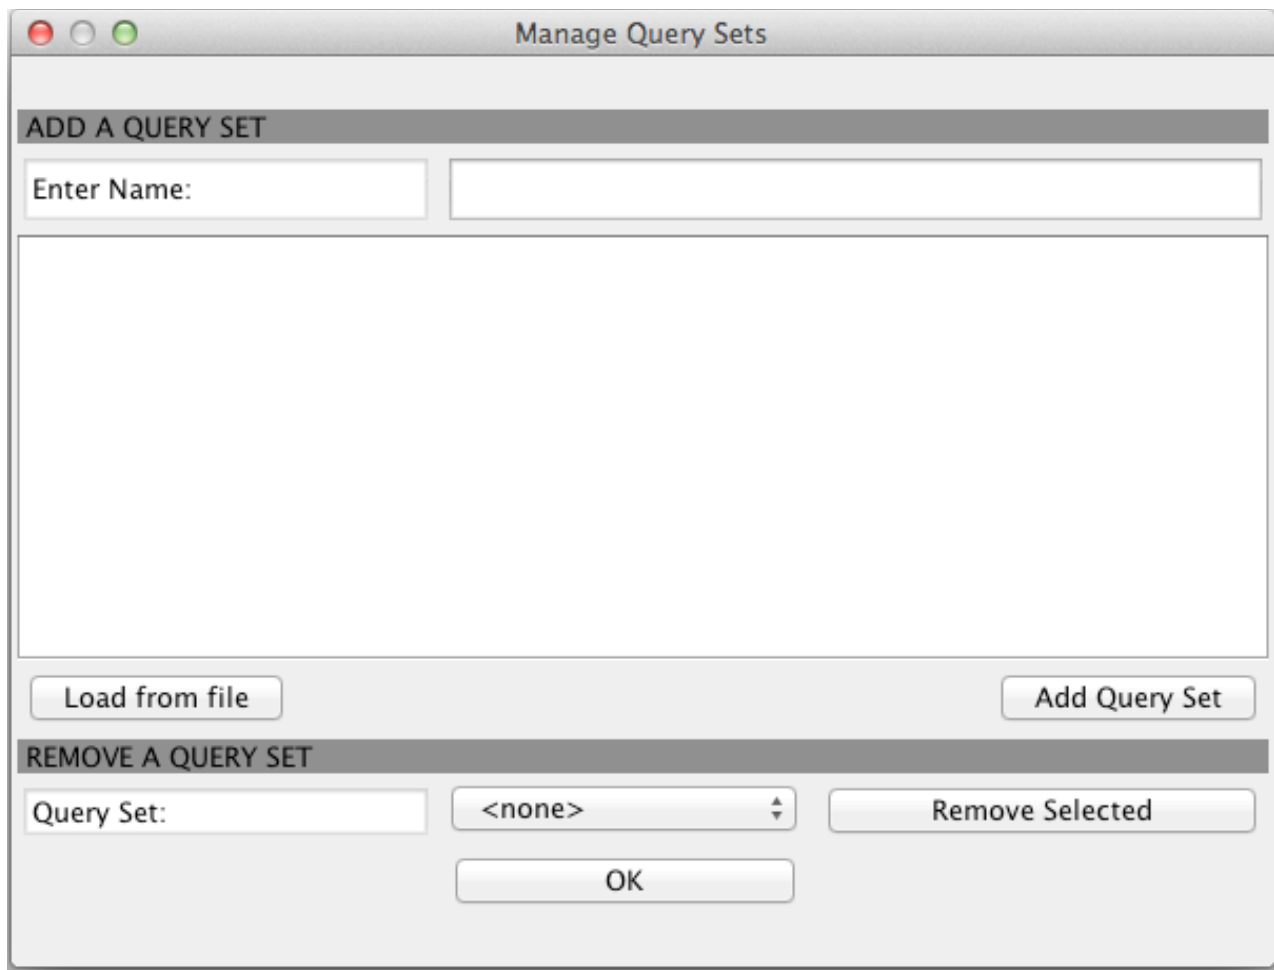 Manage Query Sets
ADD A QUERY SET
Enter Name:
Load from file
Add Query Set
REMOVE A QUERY SET
Query Set:
<none>
Remove Selected
OK